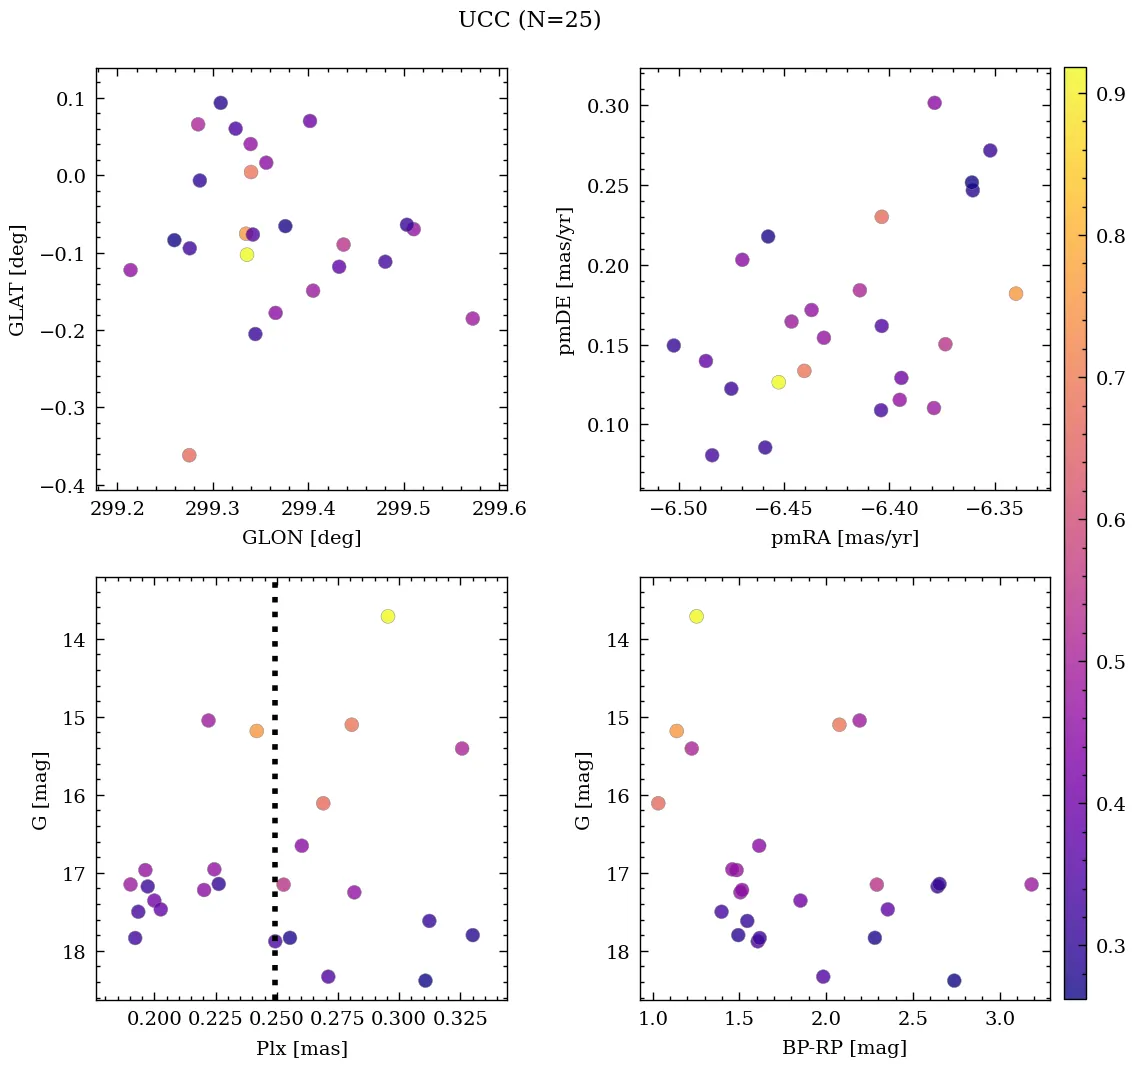 UCC (N=25)
0.1
0.0
−0.1
−0.2
−0.3
−0.4
GLAT [deg]
299.2 299.3 299.4 299.5 299.6
GLON [deg]
0.30
0.25
0.20
0.15
0.10
pmDE [mas/yr]
−6.50 −6.45 −6.40 −6.35
pmRA [mas/yr]
14
15
16
17
18
G [mag]
0.200 0.225 0.250 0.275 0.300 0.325
Plx [mas]
14
15
16
17
18
G [mag]
1.0 1.5 2.0 2.5 3.0
BP-RP [mag]
0.9
0.8
0.7
0.6
0.5
0.4
0.3